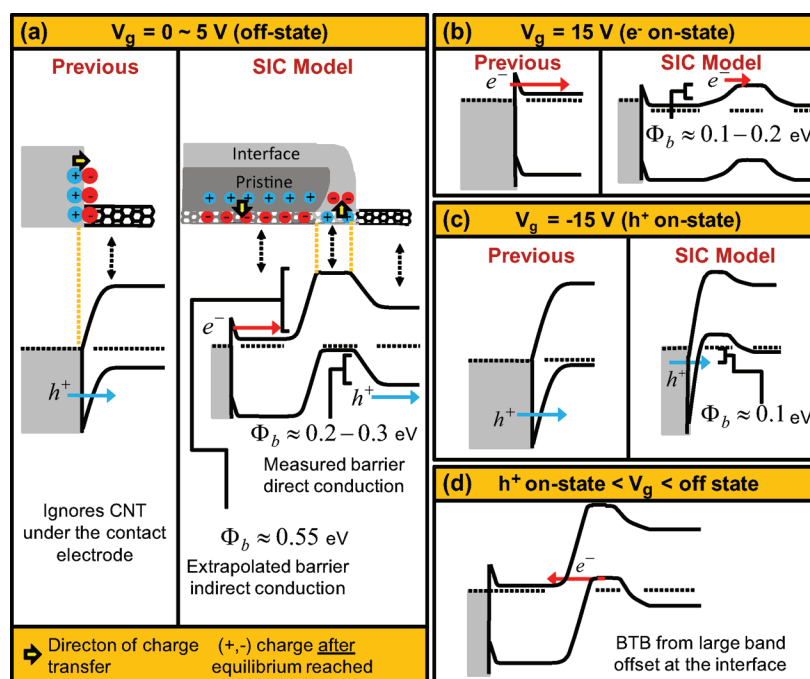 (a) V_g = 0 ~ 5 V (off-state)
Previous
SIC Model
Interface
Pristine
+ -
+ -
+ -
+ + + + + +
- -
- - - - - -
+ +
e⁻
h⁺
h⁺
Φ_b ≈ 0.2 – 0.3 eV
Measured barrier
direct conduction
Ignores CNT
under the contact
electrode
Φ_b ≈ 0.55 eV
Extrapolated barrier
indirect conduction
Directon of charge
transfer
(+,-) charge after
equilibrium reached
(b) V_g = 15 V (e⁻ on-state)
Previous
SIC Model
e⁻
e⁻
Φ_b ≈ 0.1 – 0.2 eV
(c) V_g = -15 V (h⁺ on-state)
Previous
SIC Model
h⁺
h⁺
Φ_b ≈ 0.1 eV
(d) h⁺ on-state < V_g < off state
e⁻
BTB from large band
offset at the interface